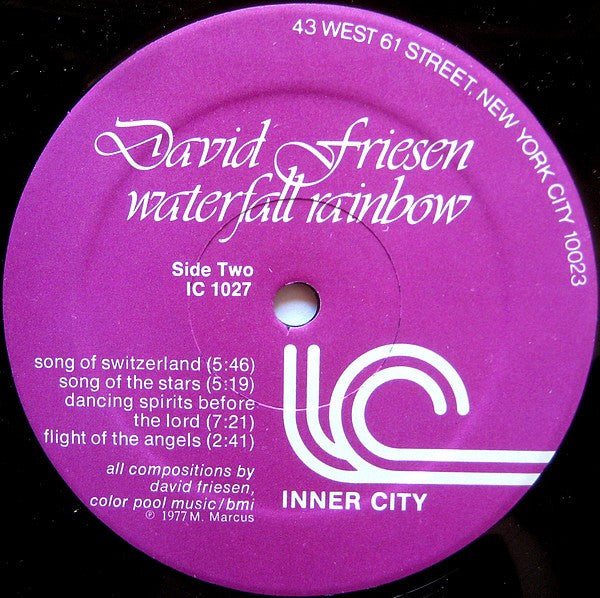 43 WEST 61 STREET, NEW YORK CITY 10023
David Friesen
waterfall rainbow
Side Two
IC 1027
song of switzerland (5:46)
song of the stars (5:19)
dancing spirits before
the lord (7:21)
flight of the angels (2:41)
all compositions by
david friesen,
color pool music/bmi
℗ 1977 M. Marcus
IC
INNER CITY